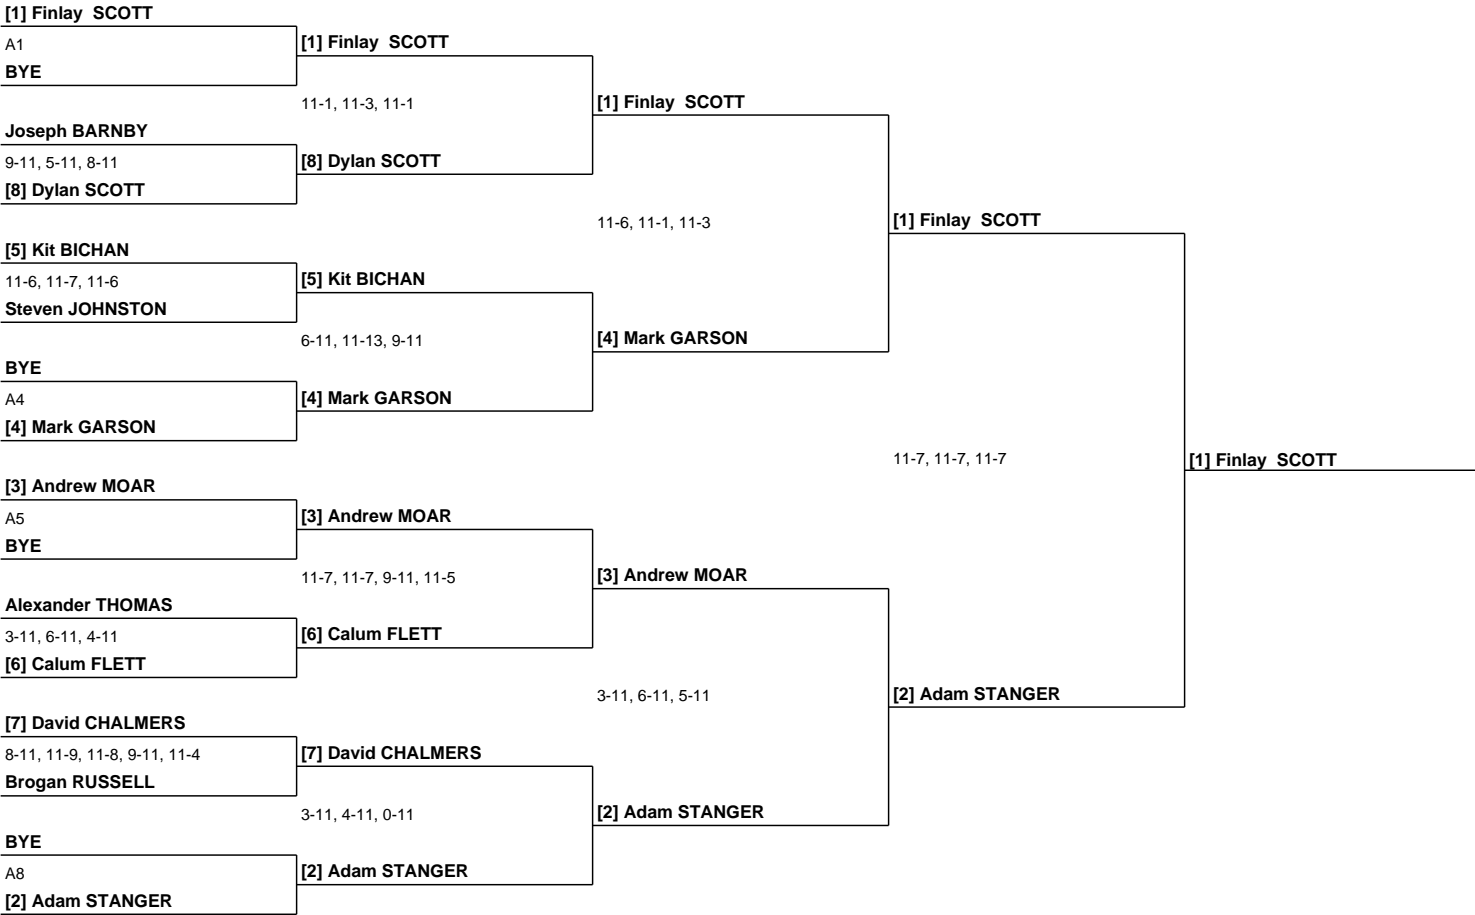 [1] Finlay  SCOTT
A1
BYE
Joseph BARNBY
9-11, 5-11, 8-11
[8] Dylan SCOTT
[5] Kit BICHAN
11-6, 11-7, 11-6
Steven JOHNSTON
BYE
A4
[4] Mark GARSON
[3] Andrew MOAR
A5
BYE
Alexander THOMAS
3-11, 6-11, 4-11
[6] Calum FLETT
[7] David CHALMERS
8-11, 11-9, 11-8, 9-11, 11-4
Brogan RUSSELL
BYE
A8
[2] Adam STANGER
[1] Finlay  SCOTT
11-1, 11-3, 11-1
[8] Dylan SCOTT
[5] Kit BICHAN
6-11, 11-13, 9-11
[4] Mark GARSON
[3] Andrew MOAR
11-7, 11-7, 9-11, 11-5
[6] Calum FLETT
[7] David CHALMERS
3-11, 4-11, 0-11
[2] Adam STANGER
[1] Finlay  SCOTT
11-6, 11-1, 11-3
[4] Mark GARSON
[3] Andrew MOAR
3-11, 6-11, 5-11
[2] Adam STANGER
[1] Finlay  SCOTT
11-7, 11-7, 11-7
[2] Adam STANGER
[1] Finlay  SCOTT